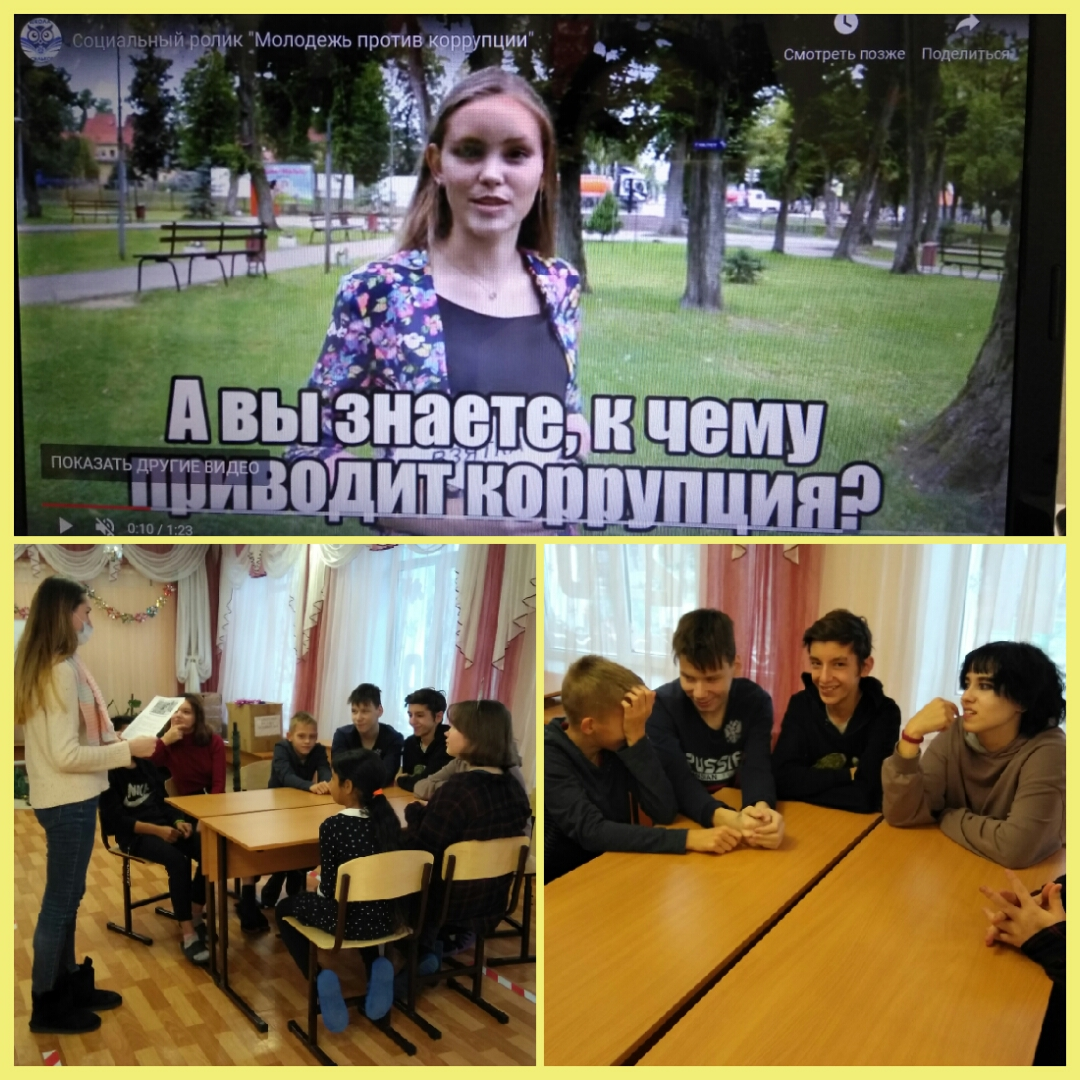 Социальный ролик "Молодежь против коррупции"
Смотреть позже
Поделиться
А вы знаете, к чему
приводит коррупция?
ПОКАЗАТЬ ДРУГИЕ ВИДЕО
0:10 / 1:23
RUSSIA